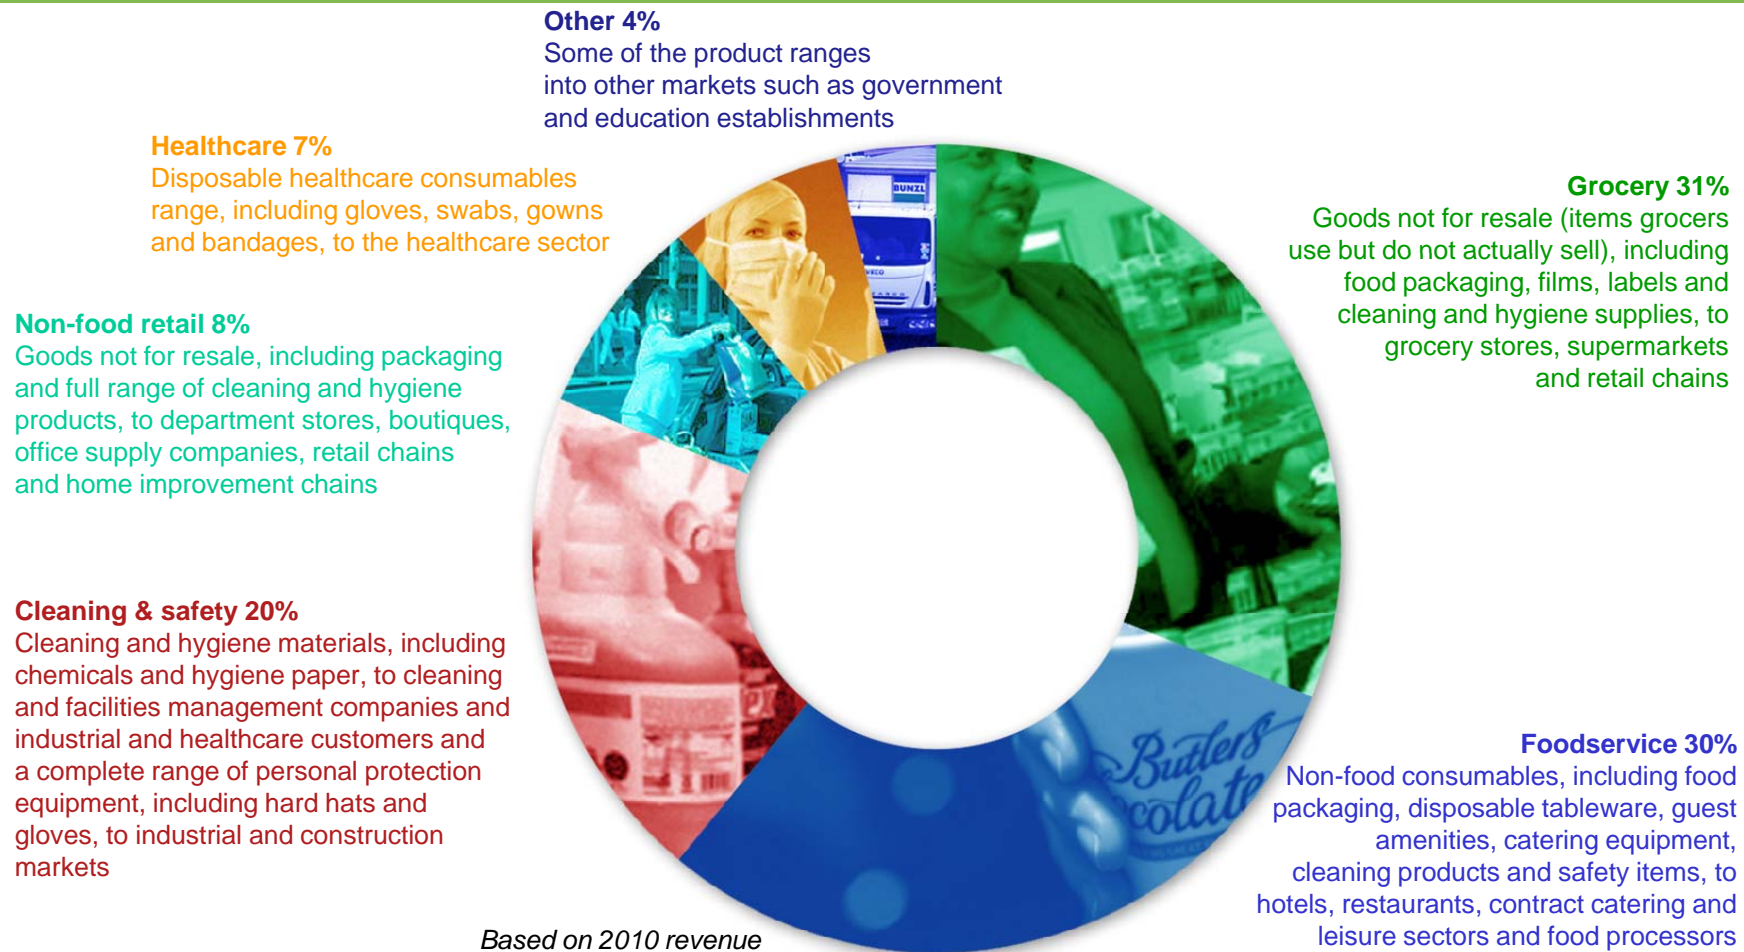 Other 4%
Some of the product ranges
into other markets such as government
and education establishments
Healthcare 7%
Disposable healthcare consumables
range, including gloves, swabs, gowns
and bandages, to the healthcare sector
Grocery 31%
Goods not for resale (items grocers
use but do not actually sell), including
food packaging, films, labels and
cleaning and hygiene supplies, to
grocery stores, supermarkets
and retail chains
Non-food retail 8%
Goods not for resale, including packaging
and full range of cleaning and hygiene
products, to department stores, boutiques,
office supply companies, retail chains
and home improvement chains
Cleaning & safety 20%
Cleaning and hygiene materials, including
chemicals and hygiene paper, to cleaning
and facilities management companies and
industrial and healthcare customers and
a complete range of personal protection
equipment, including hard hats and
gloves, to industrial and construction
markets
Foodservice 30%
Non-food consumables, including food
packaging, disposable tableware, guest
amenities, catering equipment,
cleaning products and safety items, to
hotels, restaurants, contract catering and
leisure sectors and food processors
BUNZL
Butlers
Based on 2010 revenue